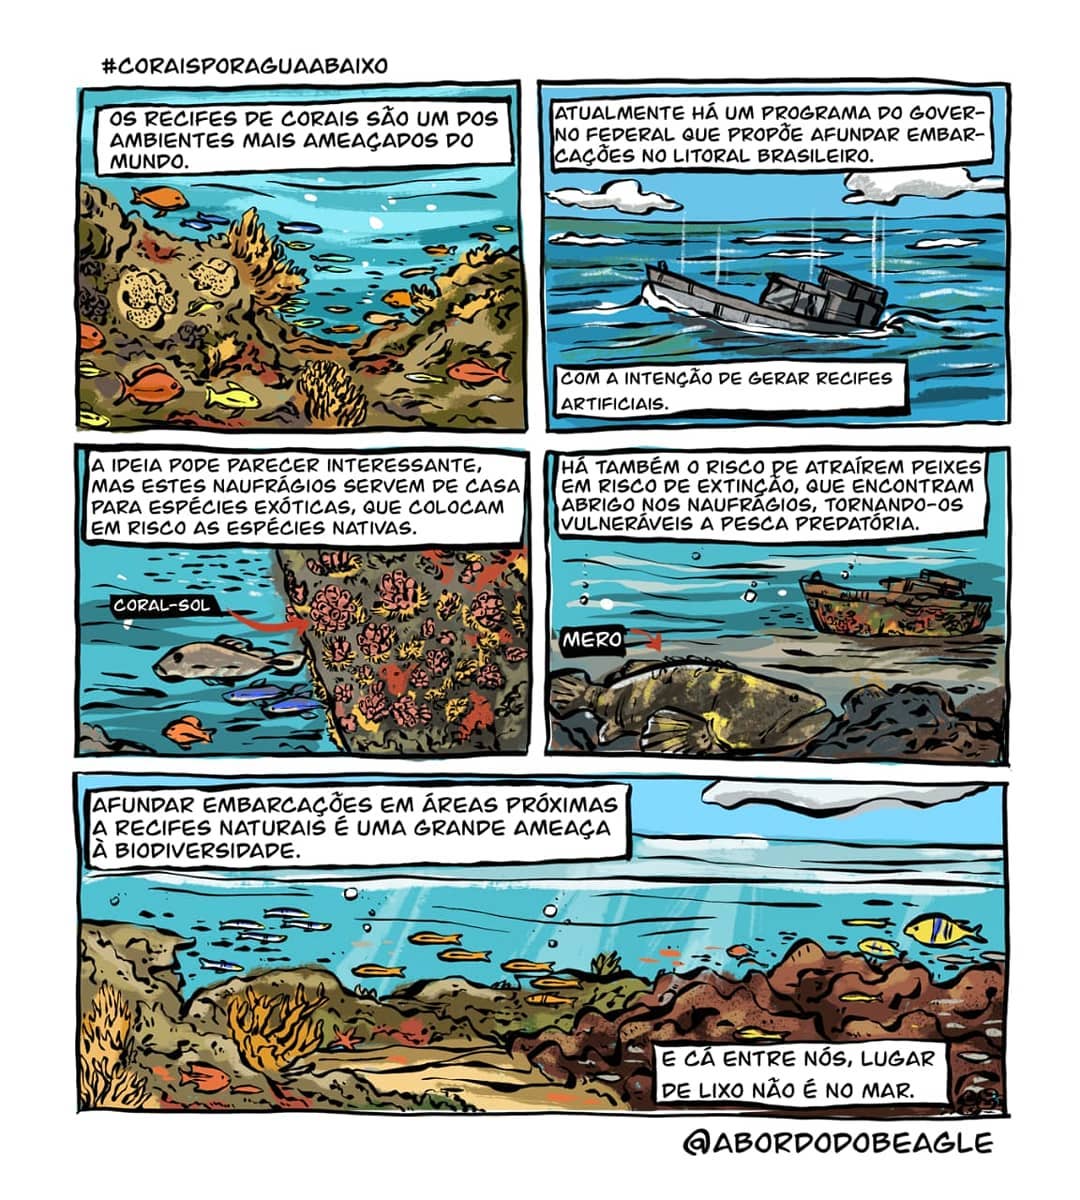 #CORAISPORAGUAABAIXO
OS RECIFES DE CORAIS SÃO UM DOS
AMBIENTES MAIS AMEAÇADOS DO
MUNDO.
ATUALMENTE HÁ UM PROGRAMA DO GOVER-
NO FEDERAL QUE PROPÕE AFUNDAR EMBAR-
CAÇÕES NO LITORAL BRASILEIRO.
COM A INTENÇÃO DE GERAR RECIFES
ARTIFICIAIS.
A IDEIA PODE PARECER INTERESSANTE,
MAS ESTES NAUFRÁGIOS SERVEM DE CASA
PARA ESPÉCIES EXÓTICAS, QUE COLOCAM
EM RISCO AS ESPÉCIES NATIVAS.
CORAL-SOL
HÁ TAMBÉM O RISCO DE ATRAÍREM PEIXES
EM RISCO DE EXTINÇÃO, QUE ENCONTRAM
ABRIGO NOS NAUFRÁGIOS, TORNANDO-OS
VULNERÁVEIS A PESCA PREDATÓRIA.
MERO
AFUNDAR EMBARCAÇÕES EM ÁREAS PRÓXIMAS
A RECIFES NATURAIS É UMA GRANDE AMEAÇA
À BIODIVERSIDADE.
E CÁ ENTRE NÓS, LUGAR
DE LIXO NÃO É NO MAR.
@ABORDODOBEAGLE